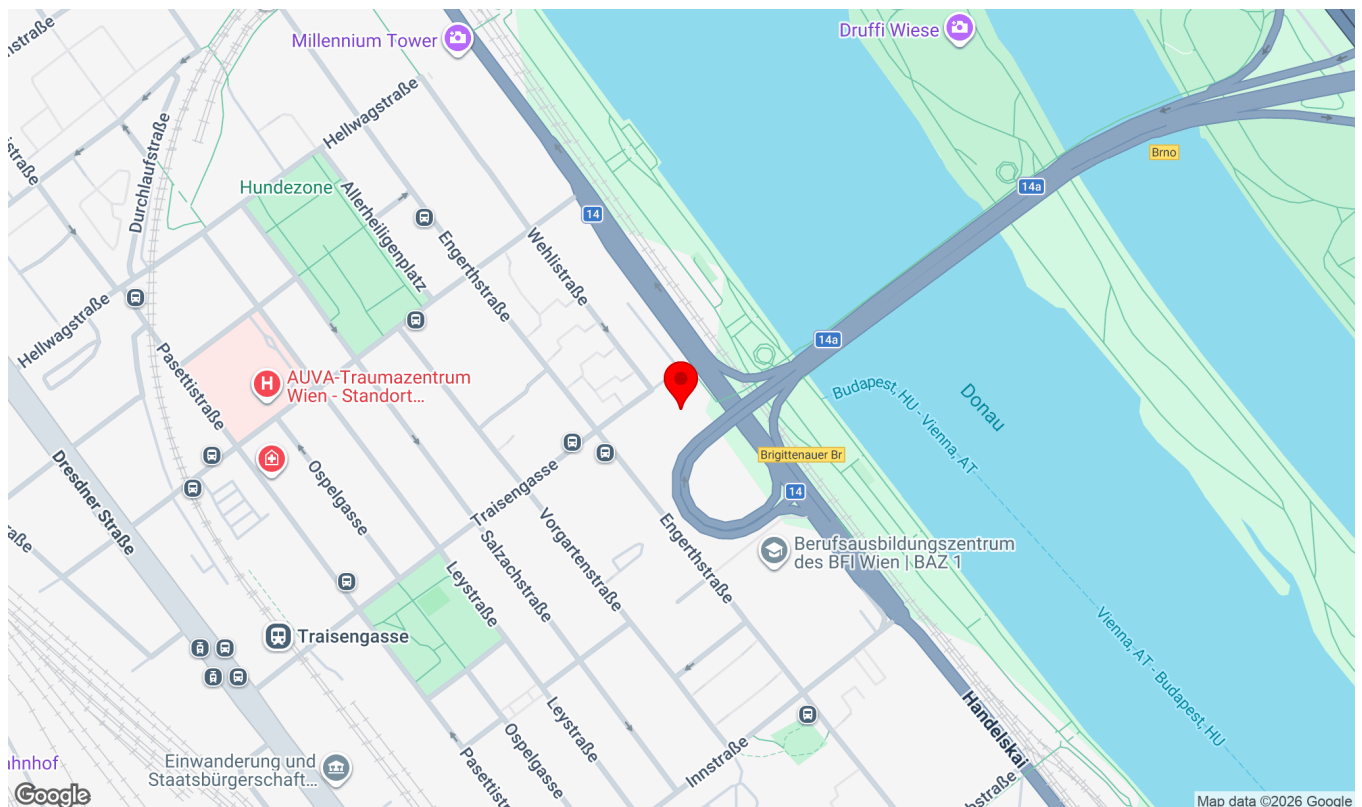 straße
Millennium Tower
Druffi Wiese
Hellwagstraße
Durchlaufstraße
Brno
14a
Hundezone
Allerheiligenplatz
14
Engerthstraße
Wehlistraße
Hellwagstraße
14a
Pasettistraße
AUVA-Traumazentrum
Wien - Standort...
Budapest, HU - Vienna, AT
Donau
Brigittenauer Br
Dresdner Straße
Ospelgasse
Traisengasse
14
Vorgartenstraße
Engerthstraße
Salzachstraße
Berufsausbildungszentrum
des BFI Wien | BAZ 1
Leystraße
Traisengasse
Vienna, AT - Budapest, HU
Handelskai
Leystraße
Ospelgasse
Pasettistraße
Innstraße
Einwanderung und
Staatsbürgerschaft...
ahnhof
Google
Map data ©2026 Google